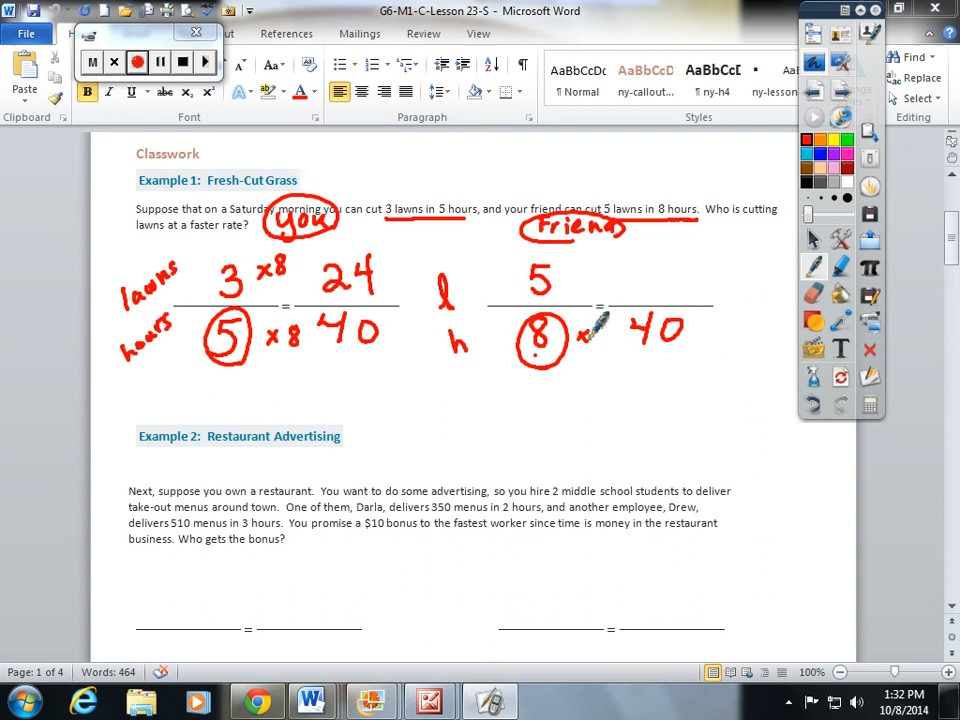 G6-M1-C-Lesson 23-S - Microsoft Word
File
References
Mailings
Review
View
M
Paste
B I U abc x₂ x² A A
Aa
AaBbCcDc AaBbCcDc AaBbCcD AaBbCc
¶ Normal ny-callout... ¶ ny-h4 ny-lesson
Find
Replace
Select
Clipboard
Font
Paragraph
Styles
Editing
Classwork
Example 1: Fresh-Cut Grass
Suppose that on a Saturday morning you can cut 3 lawns in 5 hours, and your friend can cut 5 lawns in 8 hours. Who is cutting
lawns at a faster rate?
you
Friends
lawns 3 x8 24
=
hours 5 x 8 40
l 5
=
h 8 x 40
Example 2: Restaurant Advertising
Next, suppose you own a restaurant. You want to do some advertising, so you hire 2 middle school students to deliver
take-out menus around town. One of them, Darla, delivers 350 menus in 2 hours, and another employee, Drew,
delivers 510 menus in 3 hours. You promise a $10 bonus to the fastest worker since time is money in the restaurant
business. Who gets the bonus?
= =
Page: 1 of 4 Words: 464 100%
1:32 PM
10/8/2014